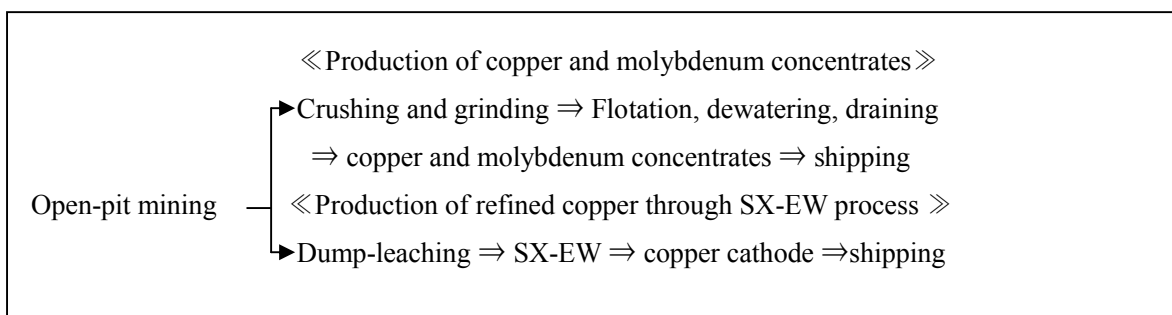 ≪Production of copper and molybdenum concentrates≫
Crushing and grinding ⇒ Flotation, dewatering, draining
⇒ copper and molybdenum concentrates ⇒ shipping
Open-pit mining
≪Production of refined copper through SX-EW process ≫
Dump-leaching ⇒ SX-EW ⇒ copper cathode ⇒shipping